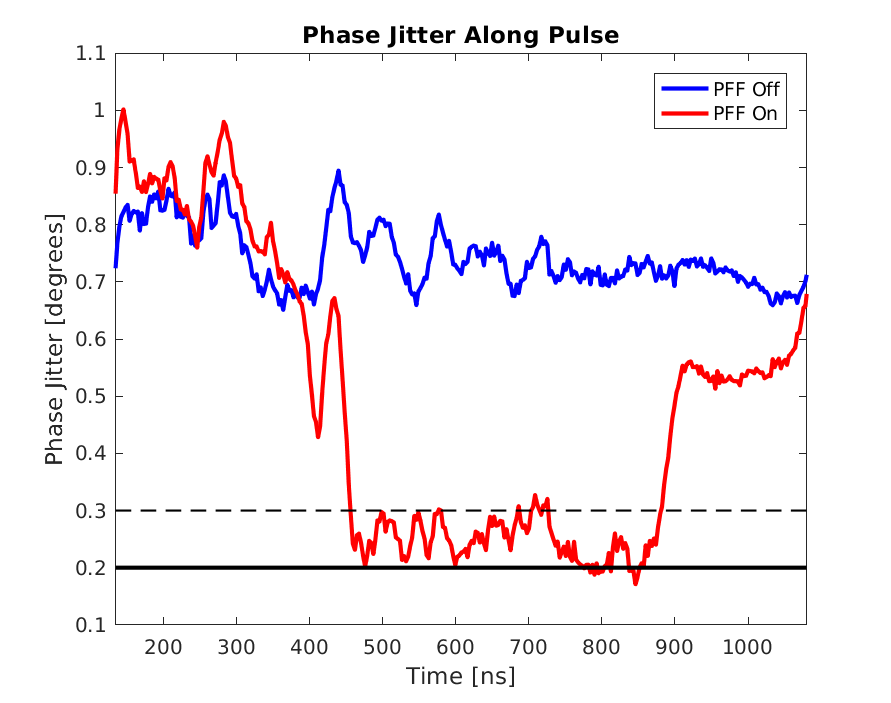 Phase Jitter Along Pulse
1.1
1
0.9
0.8
0.7
0.6
0.5
0.4
0.3
0.2
0.1
Phase Jitter [degrees]
PFF Off
PFF On
200 300 400 500 600 700 800 900 1000
Time [ns]